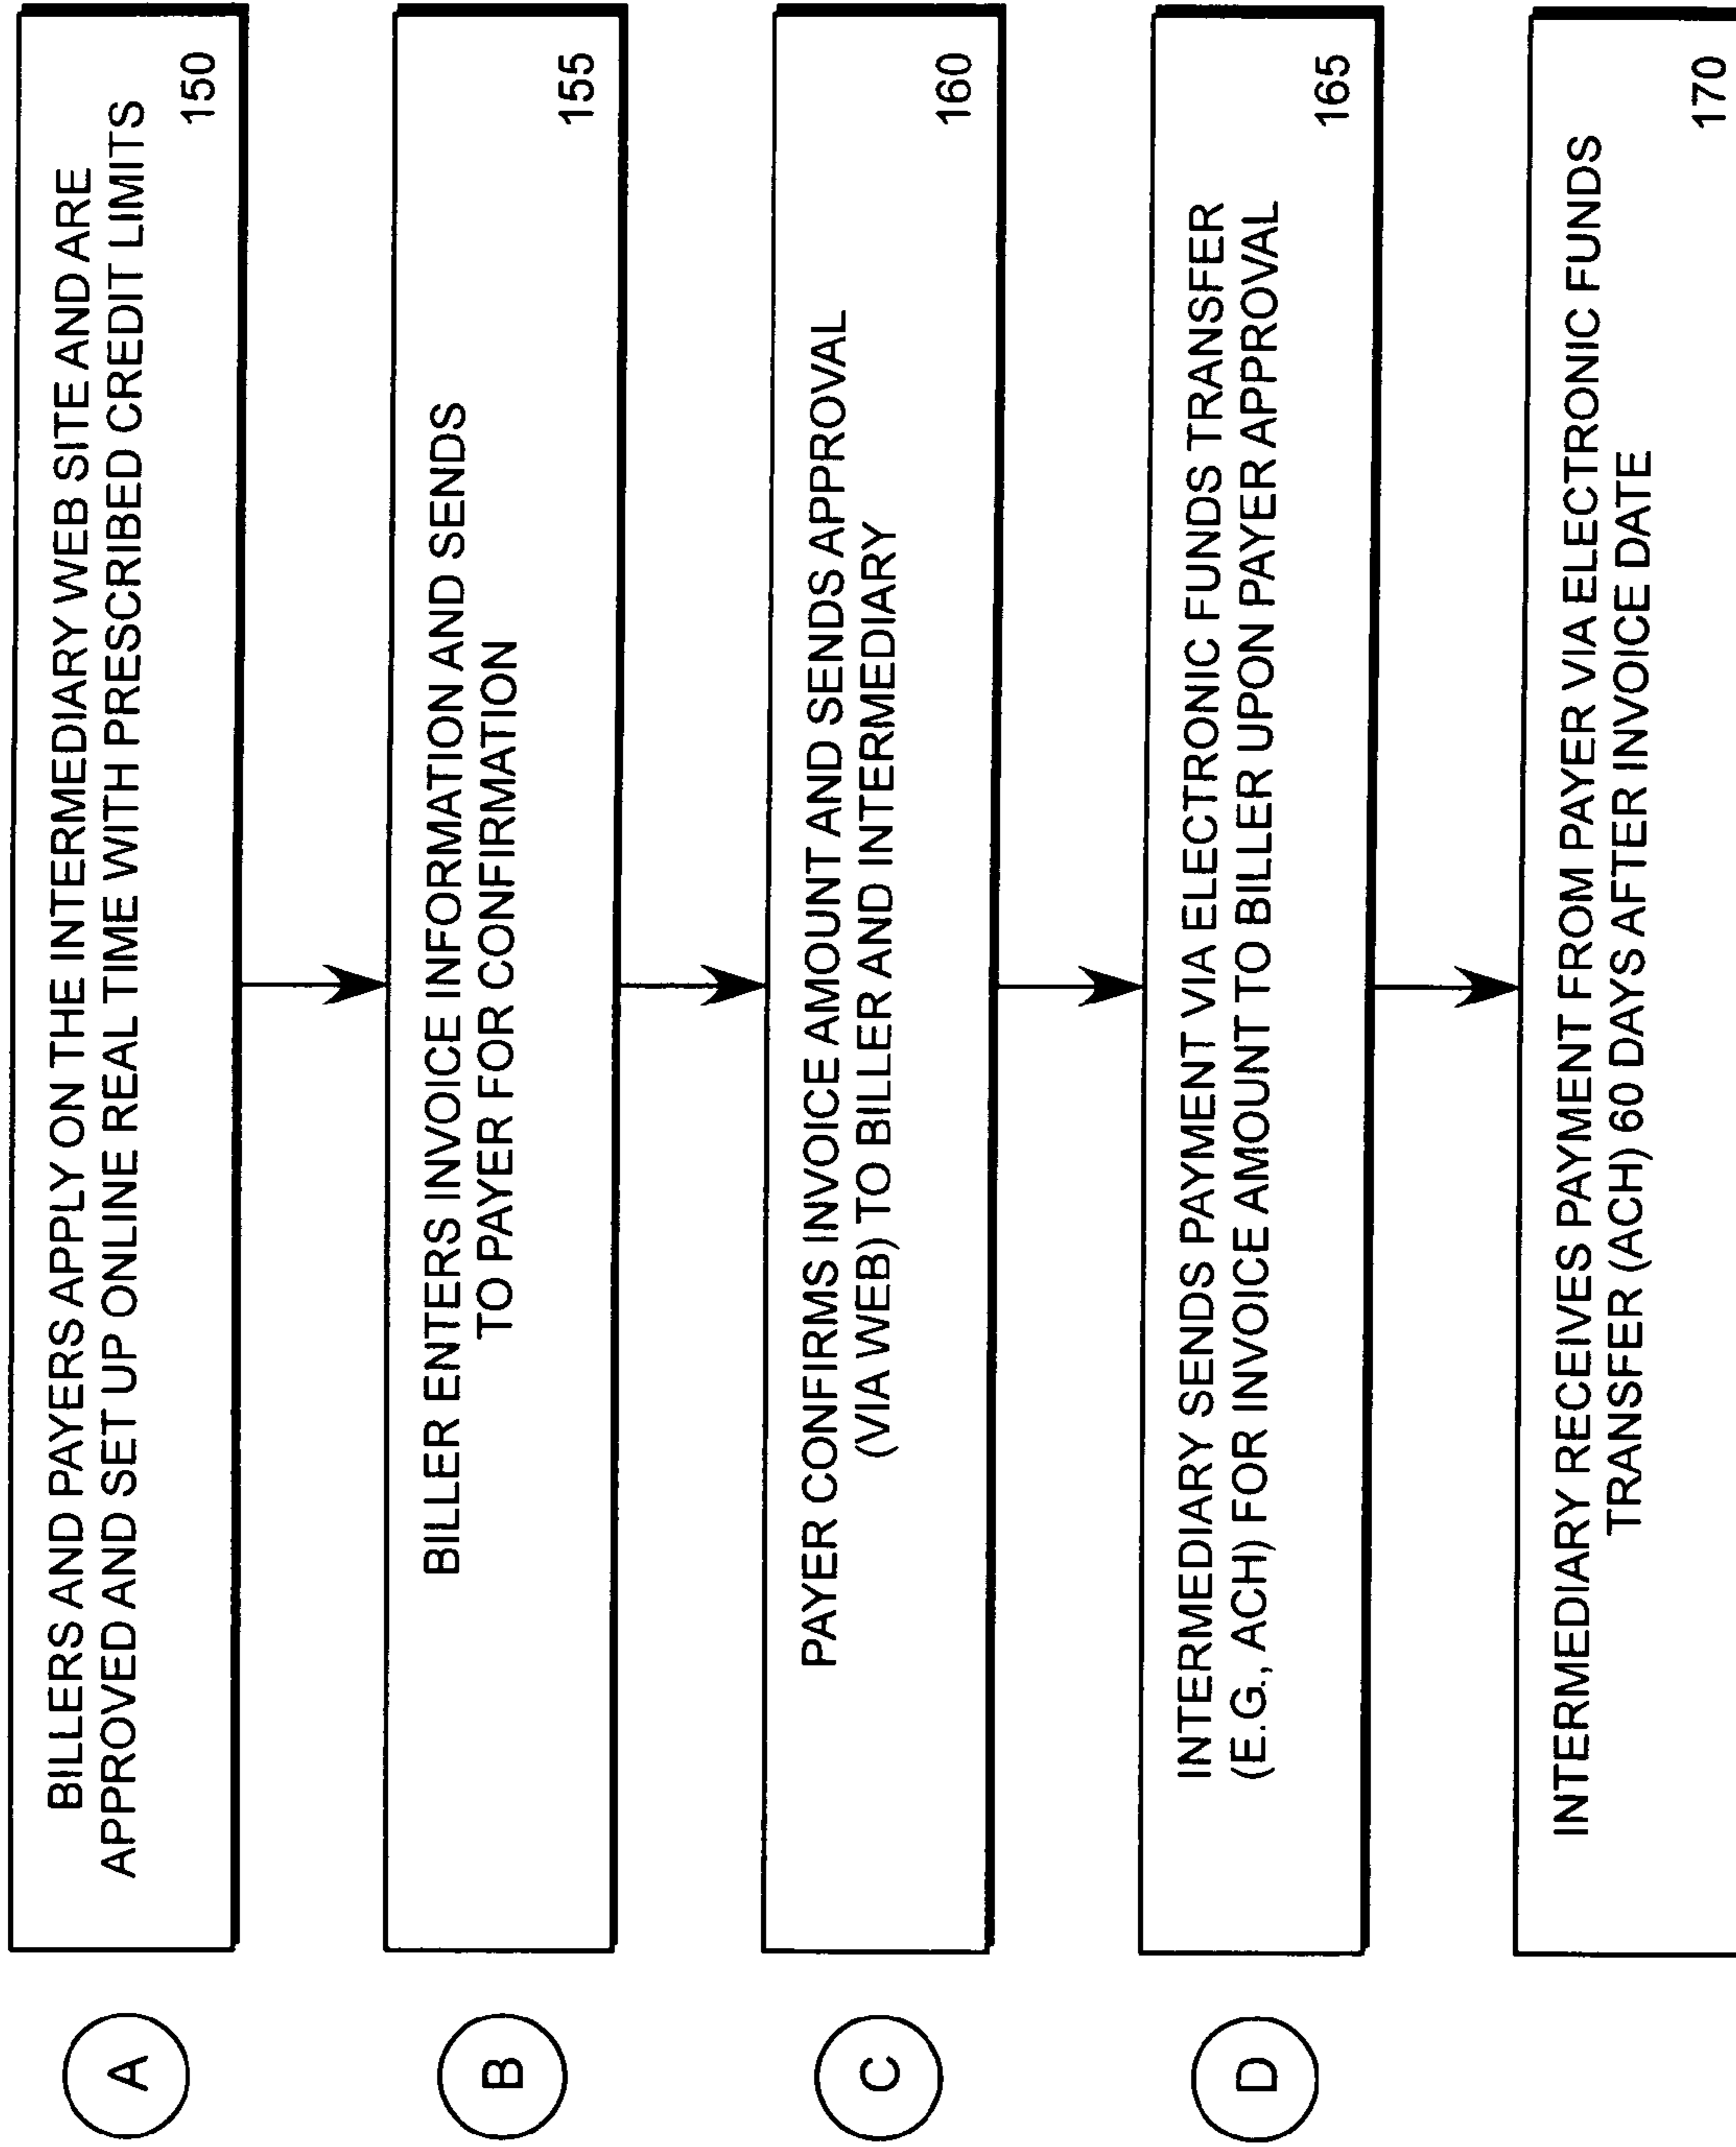 A
BILLERS AND PAYERS APPLY ON THE INTERMEDIARY WEB SITE AND ARE
APPROVED AND SET UP ONLINE REAL TIME WITH PRESCRIBED CREDIT LIMITS
150
B
BILLER ENTERS INVOICE INFORMATION AND SENDS
TO PAYER FOR CONFIRMATION
155
C
PAYER CONFIRMS INVOICE AMOUNT AND SENDS APPROVAL
(VIA WEB) TO BILLER AND INTERMEDIARY
160
D
INTERMEDIARY SENDS PAYMENT VIA ELECTRONIC FUNDS TRANSFER
(E.G., ACH) FOR INVOICE AMOUNT TO BILLER UPON PAYER APPROVAL
165
INTERMEDIARY RECEIVES PAYMENT FROM PAYER VIA ELECTRONIC FUNDS
TRANSFER (ACH) 60 DAYS AFTER INVOICE DATE
170